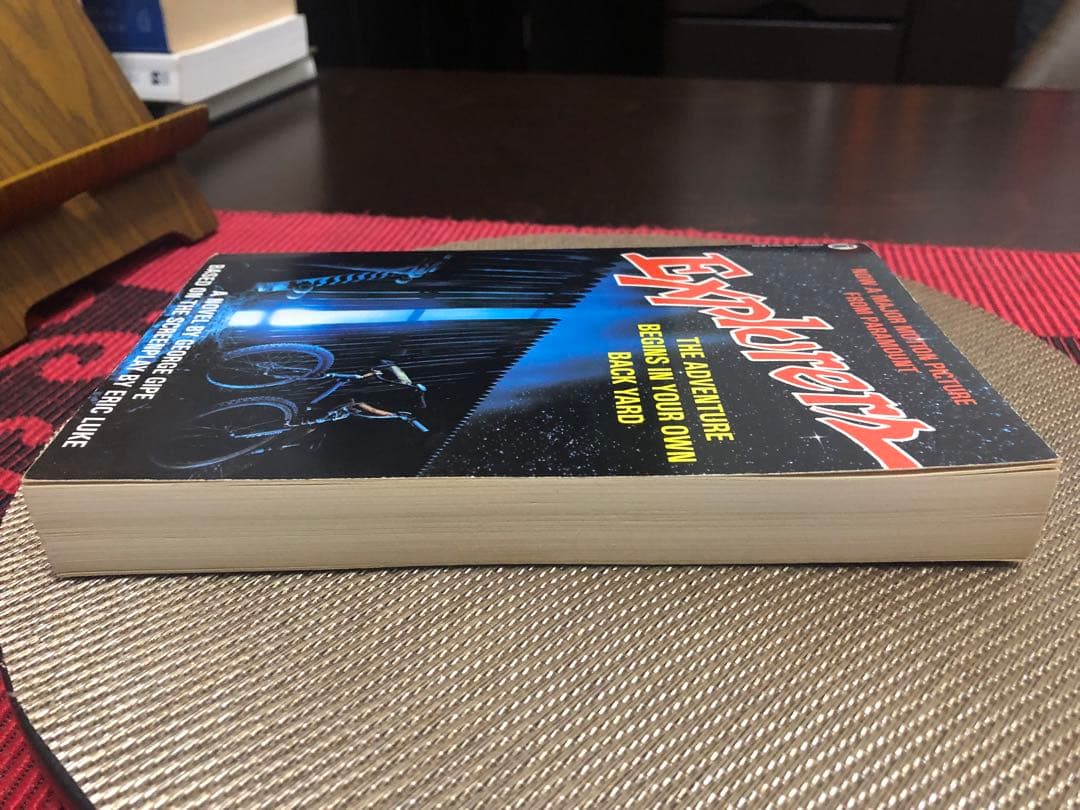 NOW A MAJOR MOTION PICTURE
FROM PARAMOUNT
Explorers
THE ADVENTURE
BEGINS IN YOUR OWN
BACK YARD
A NOVEL BY GEORGE GIPE
BASED ON THE SCREENPLAY BY ERIC LUKE